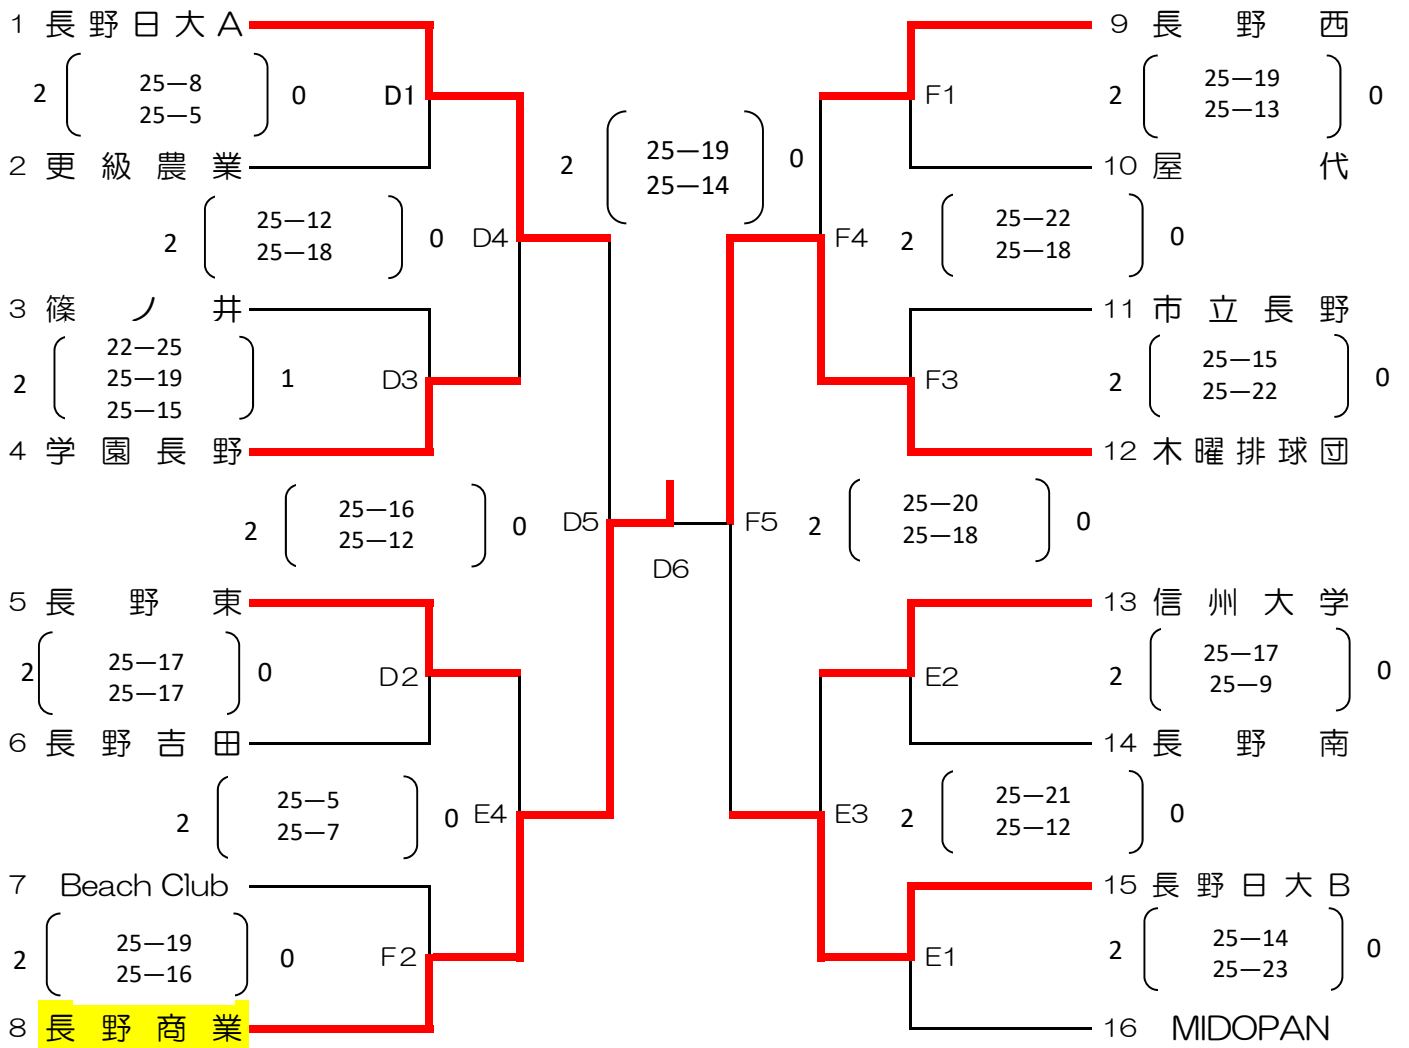 1 長野日大A
2 25—8 0 D1
25—5
2 更級農業
2 25—12 0 D4
25—18
3 篠ノ井
22—25
2 25—19 1 D3
25—15
4 学園長野
2 25—16 0 D5
25—12
5 長野東
2 25—17 0 D2
25—17
6 長野吉田
2 25—5 0 E4
25—7
7 Beach Club
2 25—19 0 F2
25—16
8 長野商業
2 25—19 0
25—14
D6
9 長野西
F1 2 25—19 0
25—13
10 屋代
F4 2 25—22 0
25—18
11 市立長野
F3 2 25—15 0
25—22
12 木曜排球団
F5 2 25—20 0
25—18
13 信州大学
E2 2 25—17 0
25—9
14 長野南
E3 2 25—21 0
25—12
15 長野日大B
E1 2 25—14 0
25—23
16 MIDOPAN